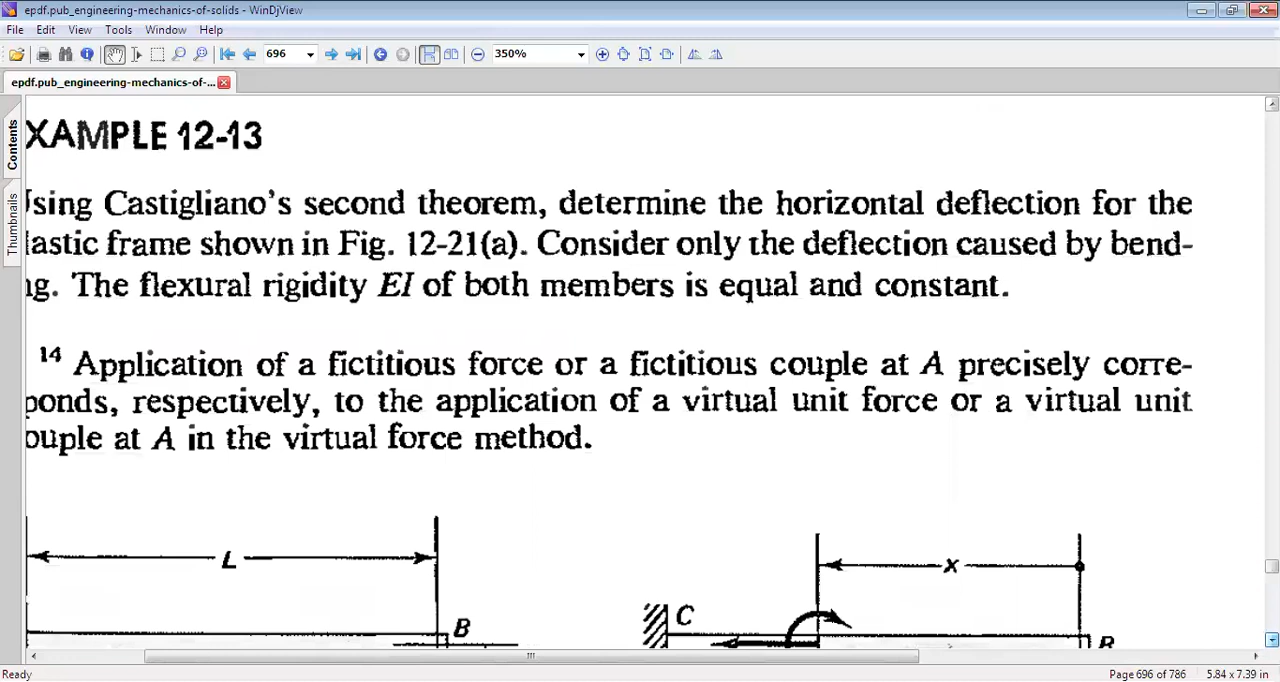 epdf.pub_engineering-mechanics-of-solids - WinDjView
File Edit View Tools Window Help
696 350%
epdf.pub_engineering-mechanics-of-...
Contents
Thumbnails
XAMPLE 12-13
Using Castigliano's second theorem, determine the horizontal deflection for the
lastic frame shown in Fig. 12-21(a). Consider only the deflection caused by bend-
ng. The flexural rigidity EI of both members is equal and constant.
14 Application of a fictitious force or a fictitious couple at A precisely corre-
ponds, respectively, to the application of a virtual unit force or a virtual unit
ouple at A in the virtual force method.
L
x
B
C
Ready
Page 696 of 786 5.84 x 7.39 in